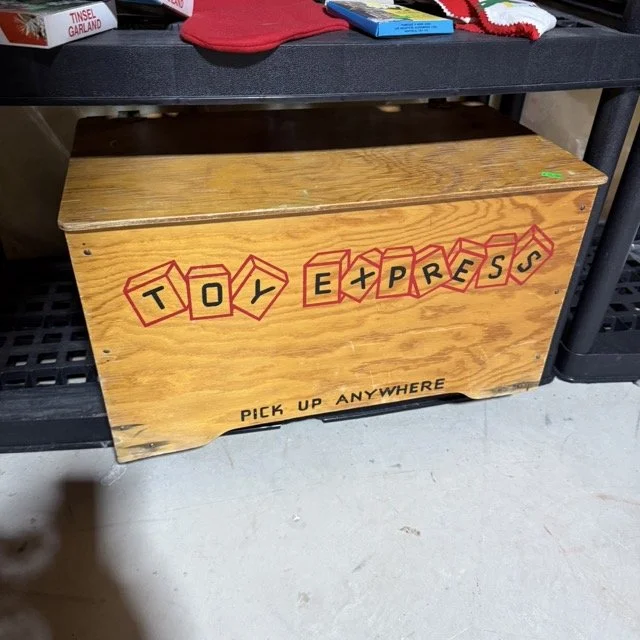 TINSEL
GARLAND
TOY EXPRESS
PICK UP ANYWHERE